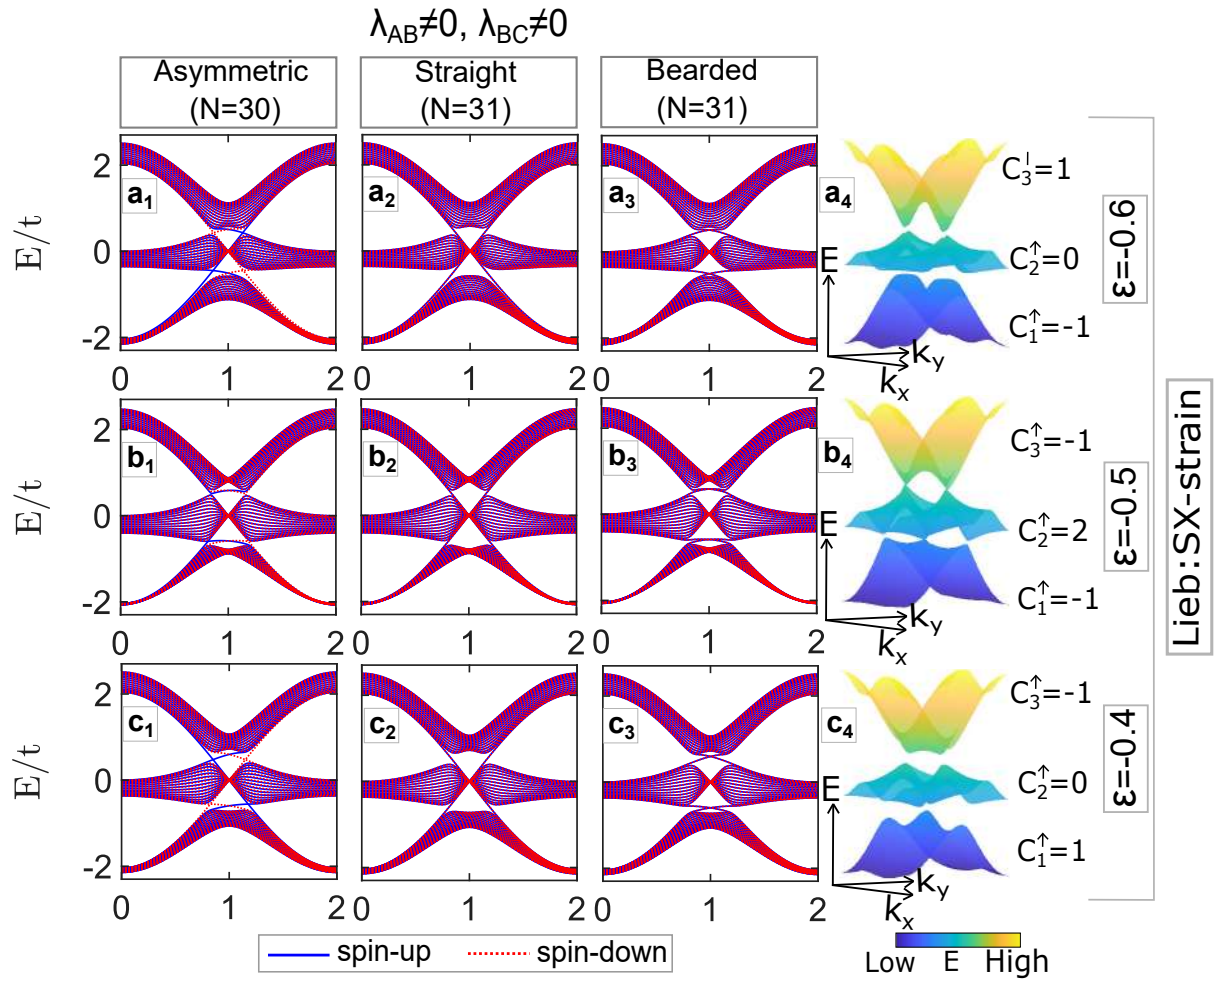 λAB≠0, λBC≠0
Asymmetric
(N=30)
Straight
(N=31)
Bearded
(N=31)
E/t
2
0
-2
a1
a2
a3
a4
C3|=1
C2↑=0
C1↑=-1
E
ky
kx
ε=-0.6
0 1 2 0 1 2 0 1 2
E/t
2
0
-2
b1
b2
b3
b4
C3↑=-1
C2↑=2
C1↑=-1
E
ky
kx
ε=-0.5
0 1 2 0 1 2 0 1 2
E/t
2
0
-2
c1
c2
c3
c4
C3↑=-1
C2↑=0
C1↑=1
E
ky
kx
ε=-0.4
0 1 2 0 1 2 0 1 2
Lieb:SX-strain
spin-up
spin-down
Low E High